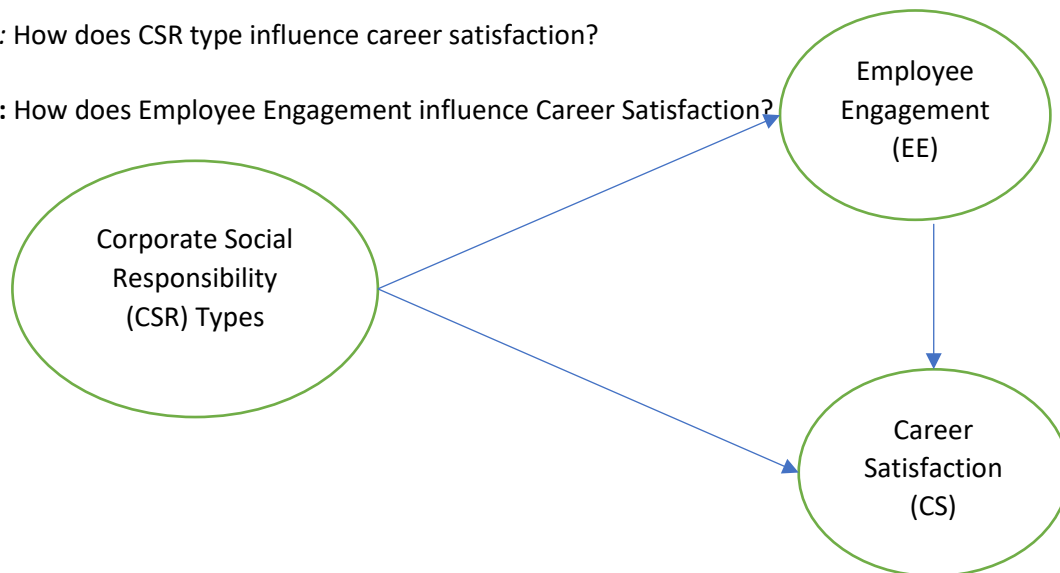 : How does CSR type influence career satisfaction?
: How does Employee Engagement influence Career Satisfaction?
Employee
Engagement
(EE)
Corporate Social
Responsibility
(CSR) Types
Career
Satisfaction
(CS)